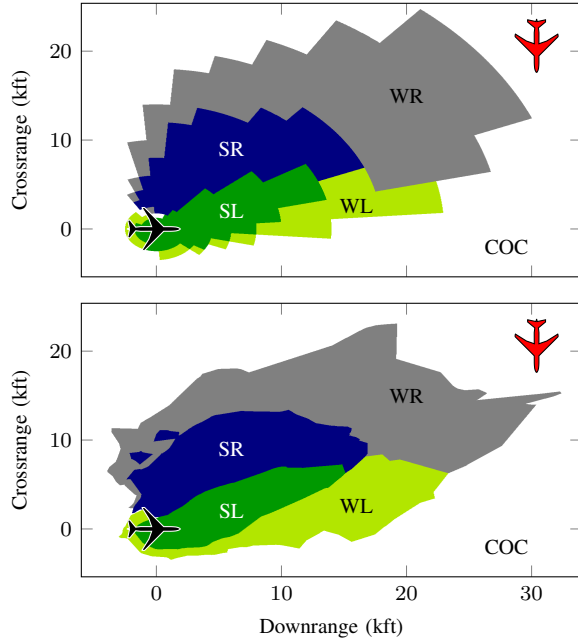 20
10
0
Crossrange (kft)
WR
SR
SL
WL
COC
20
10
0
Crossrange (kft)
WR
SR
SL
WL
COC
0
10
20
30
Downrange (kft)